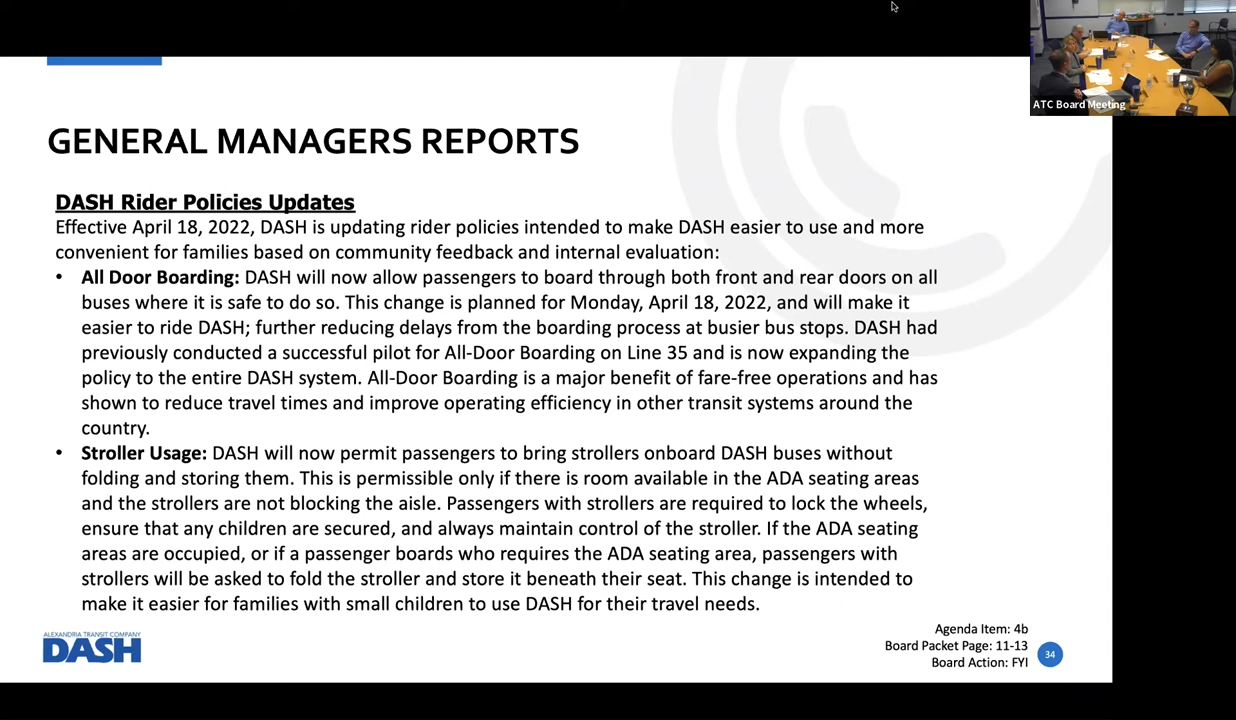 ATC Board Meeting
GENERAL MANAGERS REPORTS
DASH Rider Policies Updates
Effective April 18, 2022, DASH is updating rider policies intended to make DASH easier to use and more
convenient for families based on community feedback and internal evaluation:
• All Door Boarding: DASH will now allow passengers to board through both front and rear doors on all
buses where it is safe to do so. This change is planned for Monday, April 18, 2022, and will make it
easier to ride DASH; further reducing delays from the boarding process at busier bus stops. DASH had
previously conducted a successful pilot for All-Door Boarding on Line 35 and is now expanding the
policy to the entire DASH system. All-Door Boarding is a major benefit of fare-free operations and has
shown to reduce travel times and improve operating efficiency in other transit systems around the
country.
• Stroller Usage: DASH will now permit passengers to bring strollers onboard DASH buses without
folding and storing them. This is permissible only if there is room available in the ADA seating areas
and the strollers are not blocking the aisle. Passengers with strollers are required to lock the wheels,
ensure that any children are secured, and always maintain control of the stroller. If the ADA seating
areas are occupied, or if a passenger boards who requires the ADA seating area, passengers with
strollers will be asked to fold the stroller and store it beneath their seat. This change is intended to
make it easier for families with small children to use DASH for their travel needs.
ALEXANDRIA TRANSIT COMPANY
DASH
Agenda Item: 4b
Board Packet Page: 11-13
Board Action: FYI
34